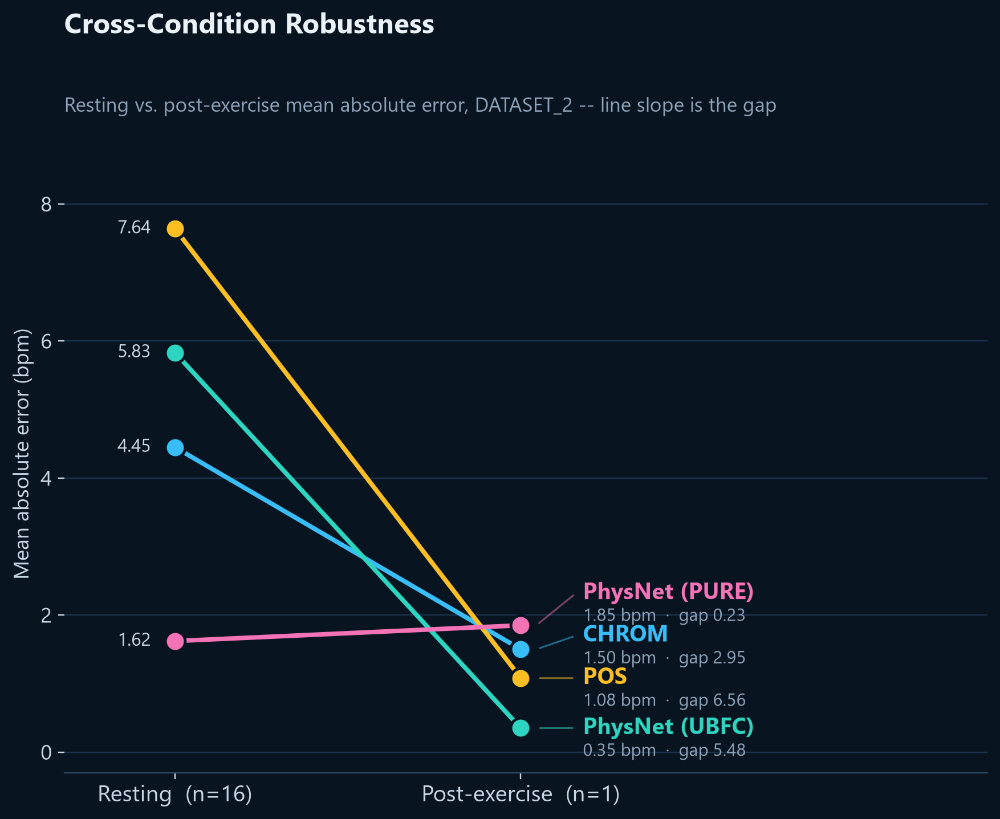 Cross-Condition Robustness
Resting vs. post-exercise mean absolute error, DATASET_2 -- line slope is the gap
Mean absolute error (bpm)
8
6
4
2
0
7.64
5.83
4.45
1.62
PhysNet (PURE)
1.85 bpm · gap 0.23
CHROM
1.50 bpm · gap 2.95
POS
1.08 bpm · gap 6.56
PhysNet (UBFC)
0.35 bpm · gap 5.48
Resting (n=16)
Post-exercise (n=1)